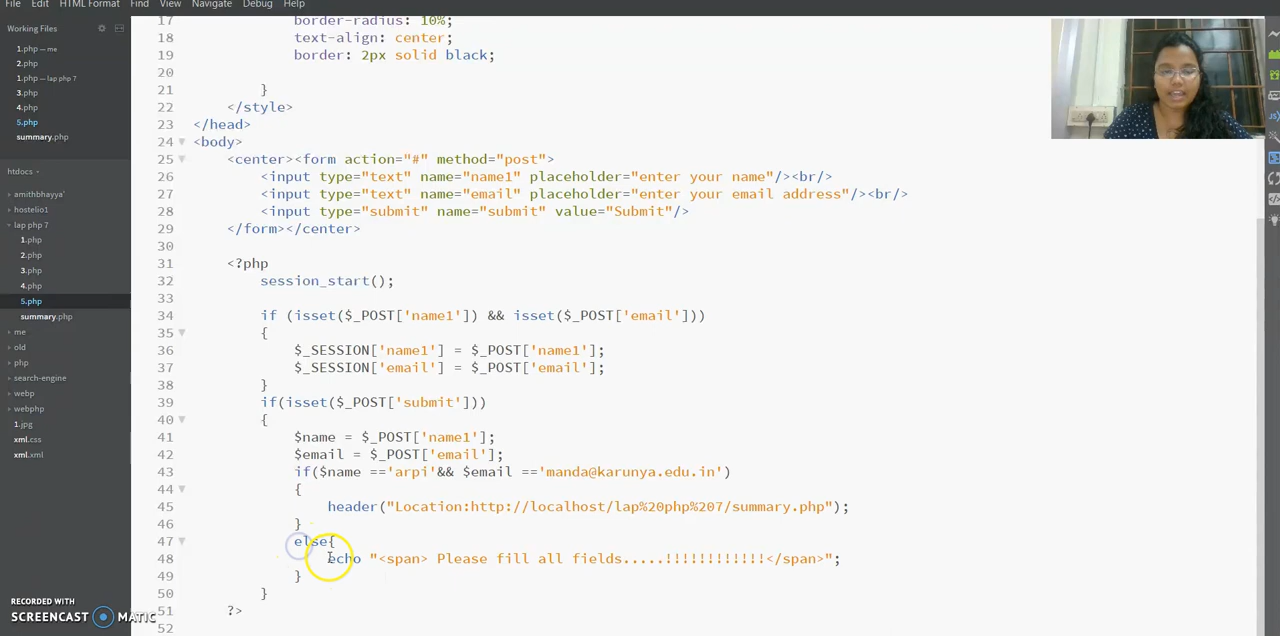 File Edit HTML Format Find View Navigate Debug Help
Working Files
1.php — me
2.php
1.php — lap php 7
3.php
4.php
5.php
summary.php
htdocs
amithbhayya'
hostelio1
lap php 7
1.php
2.php
3.php
4.php
5.php
summary.php
me
old
php
search-engine
webp
webphp
1.jpg
xml.css
xml.xml
17 border-radius: 10%;
18 text-align: center;
19 border: 2px solid black;
20
21 }
22 </style>
23 </head>
24 <body>
25 <center><form action="#" method="post">
26 <input type="text" name="name1" placeholder="enter your name"/><br/>
27 <input type="text" name="email" placeholder="enter your email address"/><br/>
28 <input type="submit" name="submit" value="Submit"/>
29 </form></center>
30
31 <?php
32 session_start();
33
34 if (isset($_POST['name1']) && isset($_POST['email']))
35 {
36 $_SESSION['name1'] = $_POST['name1'];
37 $_SESSION['email'] = $_POST['email'];
38 }
39 if(isset($_POST['submit']))
40 {
41 $name = $_POST['name1'];
42 $email = $_POST['email'];
43 if($name =='arpi'&& $email =='manda@karunya.edu.in')
44 {
45 header("Location:http://localhost/lap%20php%207/summary.php");
46 }
47 else{
48 echo "<span> Please fill all fields.....!!!!!!!!!!!!</span>";
49 }
50 }
51 ?>
52
RECORDED WITH
SCREENCAST MATIC